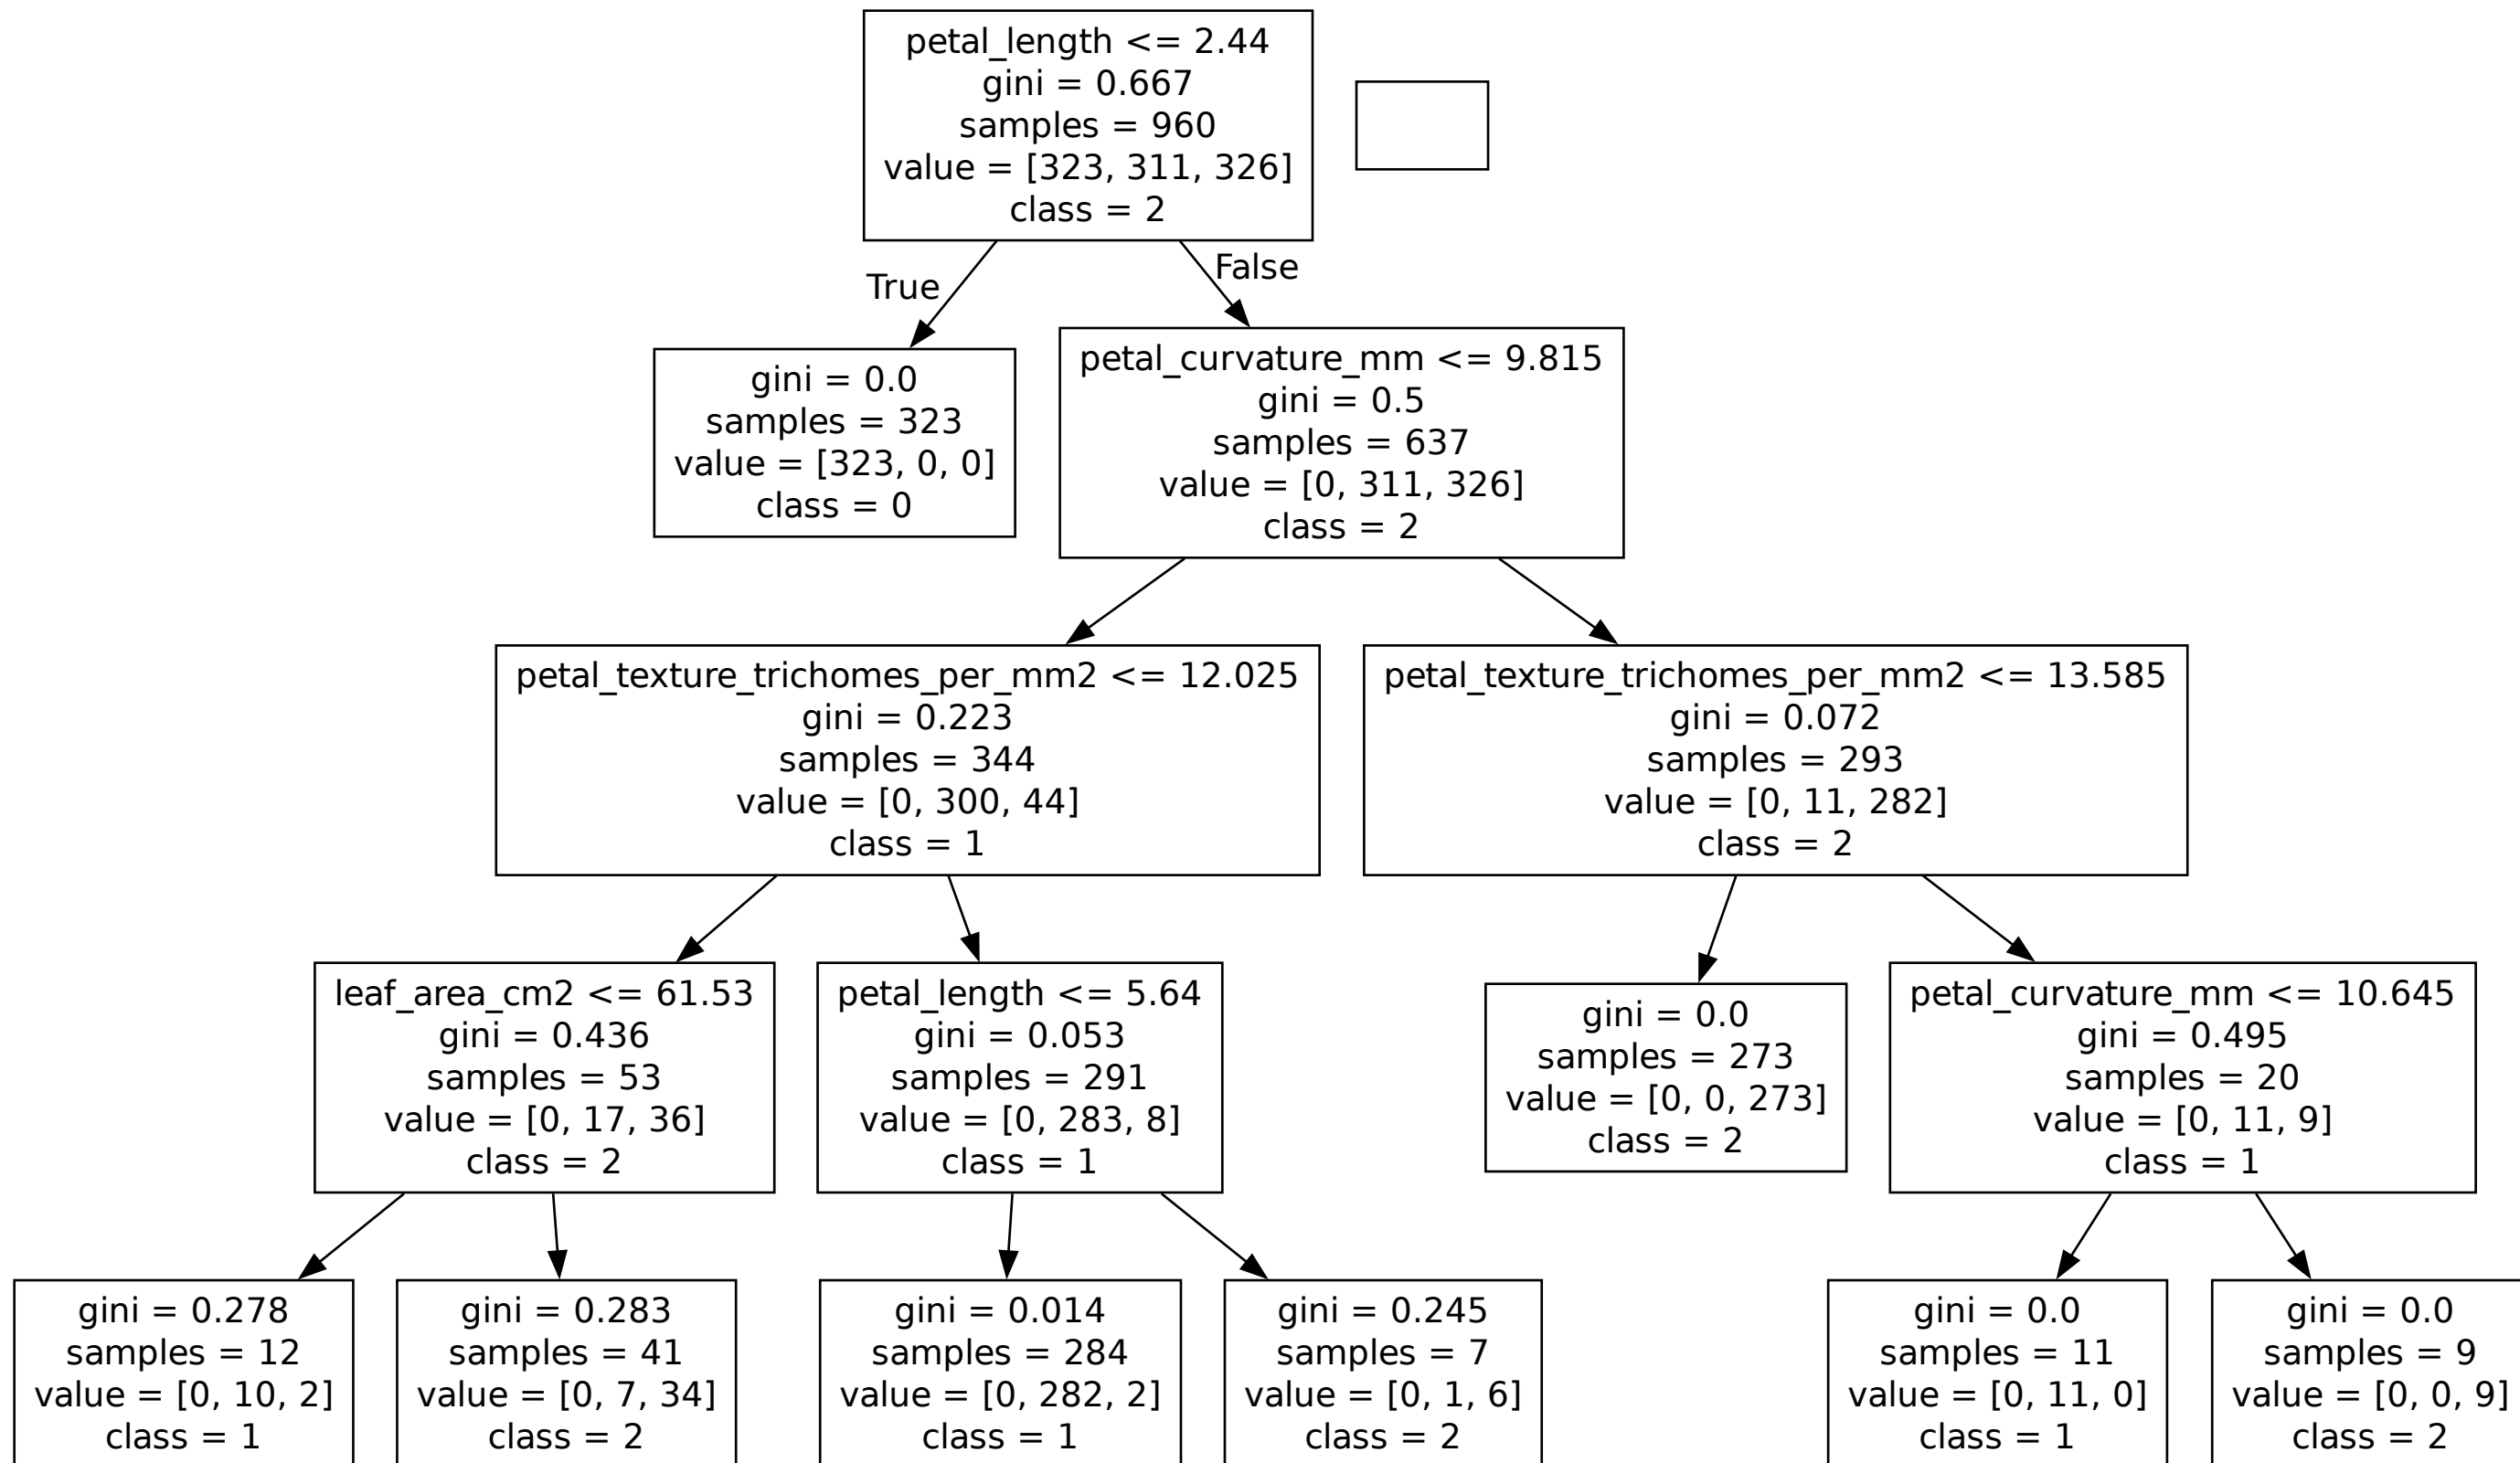 petal_length <= 2.44
gini = 0.667
samples = 960
value = [323, 311, 326]
class = 2
True
False
gini = 0.0
samples = 323
value = [323, 0, 0]
class = 0
petal_curvature_mm <= 9.815
gini = 0.5
samples = 637
value = [0, 311, 326]
class = 2
petal_texture_trichomes_per_mm2 <= 12.025
gini = 0.223
samples = 344
value = [0, 300, 44]
class = 1
petal_texture_trichomes_per_mm2 <= 13.585
gini = 0.072
samples = 293
value = [0, 11, 282]
class = 2
leaf_area_cm2 <= 61.53
gini = 0.436
samples = 53
value = [0, 17, 36]
class = 2
petal_length <= 5.64
gini = 0.053
samples = 291
value = [0, 283, 8]
class = 1
gini = 0.0
samples = 273
value = [0, 0, 273]
class = 2
petal_curvature_mm <= 10.645
gini = 0.495
samples = 20
value = [0, 11, 9]
class = 1
gini = 0.278
samples = 12
value = [0, 10, 2]
class = 1
gini = 0.283
samples = 41
value = [0, 7, 34]
class = 2
gini = 0.014
samples = 284
value = [0, 282, 2]
class = 1
gini = 0.245
samples = 7
value = [0, 1, 6]
class = 2
gini = 0.0
samples = 11
value = [0, 11, 0]
class = 1
gini = 0.0
samples = 9
value = [0, 0, 9]
class = 2